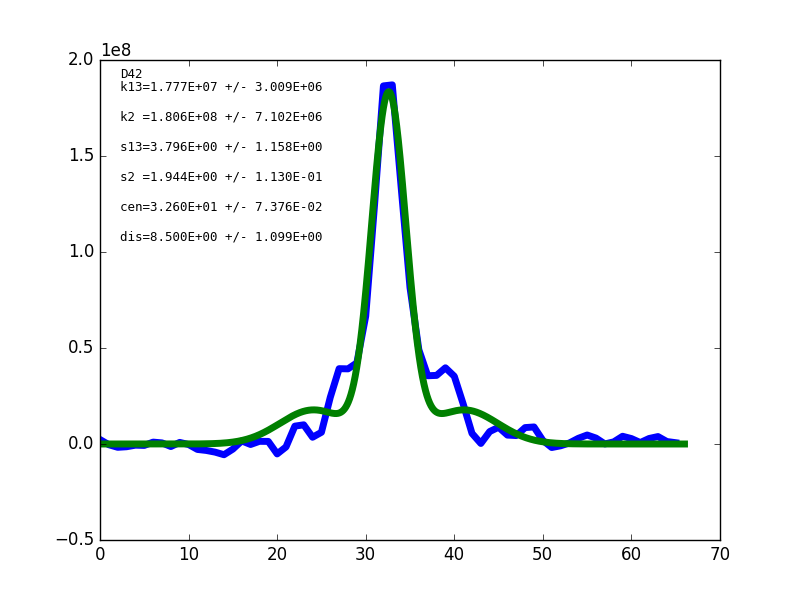 1e8
2.0
D42
k13=1.777E+07 +/- 3.009E+06
k2 =1.806E+08 +/- 7.102E+06
1.5
s13=3.796E+00 +/- 1.158E+00
s2 =1.944E+00 +/- 1.130E-01
cen=3.260E+01 +/- 7.376E-02
dis=8.500E+00 +/- 1.099E+00
1.0
0.5
0.0
−0.5
0 10 20 30 40 50 60 70